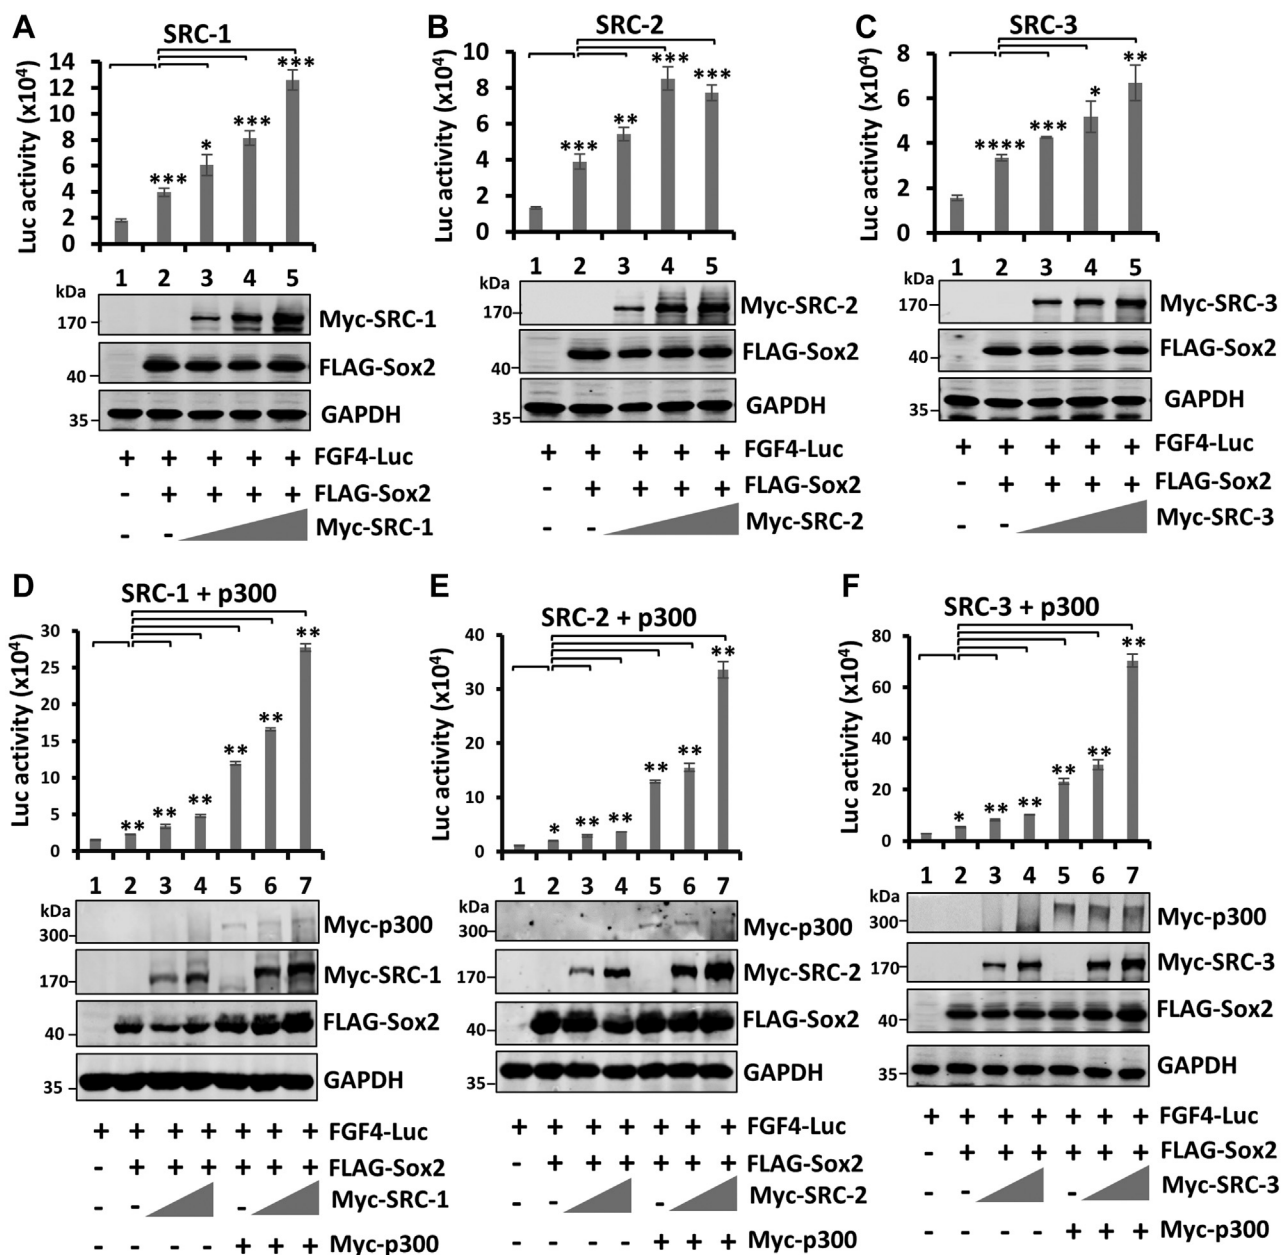 A
SRC-1
Luc activity (x10⁴)
14
12
10
8
6
4
2
0
***
*
***
***
1 2 3 4 5
kDa
170
Myc-SRC-1
40
FLAG-Sox2
35
GAPDH
+ + + + + FGF4-Luc
- + + + + FLAG-Sox2
- - Myc-SRC-1
B
SRC-2
Luc activity (x10⁴)
10
8
6
4
2
0
***
**
***
***
1 2 3 4 5
kDa
170
Myc-SRC-2
40
FLAG-Sox2
35
GAPDH
+ + + + + FGF4-Luc
- + + + + FLAG-Sox2
- - Myc-SRC-2
C
SRC-3
Luc activity (x10⁴)
8
6
4
2
0
****
***
*
**
1 2 3 4 5
kDa
170
Myc-SRC-3
40
FLAG-Sox2
35
GAPDH
+ + + + + FGF4-Luc
- + + + + FLAG-Sox2
- - Myc-SRC-3
D
SRC-1 + p300
Luc activity (x10⁴)
30
25
20
15
10
5
0
**
**
**
**
**
**
1 2 3 4 5 6 7
kDa
300
Myc-p300
170
Myc-SRC-1
40
FLAG-Sox2
35
GAPDH
+ + + + + + + FGF4-Luc
- + + + + + + FLAG-Sox2
- - - Myc-SRC-1
- - - - + + + Myc-p300
E
SRC-2 + p300
Luc activity (x10⁴)
40
30
20
10
0
*
**
**
**
**
**
1 2 3 4 5 6 7
kDa
300
Myc-p300
170
Myc-SRC-2
40
FLAG-Sox2
35
GAPDH
+ + + + + + + FGF4-Luc
- + + + + + + FLAG-Sox2
- - - Myc-SRC-2
- - - - + + + Myc-p300
F
SRC-3 + p300
Luc activity (x10⁴)
80
60
40
20
0
*
**
**
**
**
**
1 2 3 4 5 6 7
kDa
300
Myc-p300
170
Myc-SRC-3
40
FLAG-Sox2
35
GAPDH
+ + + + + + + FGF4-Luc
- + + + + + + FLAG-Sox2
- - - Myc-SRC-3
- - - - + + + Myc-p300